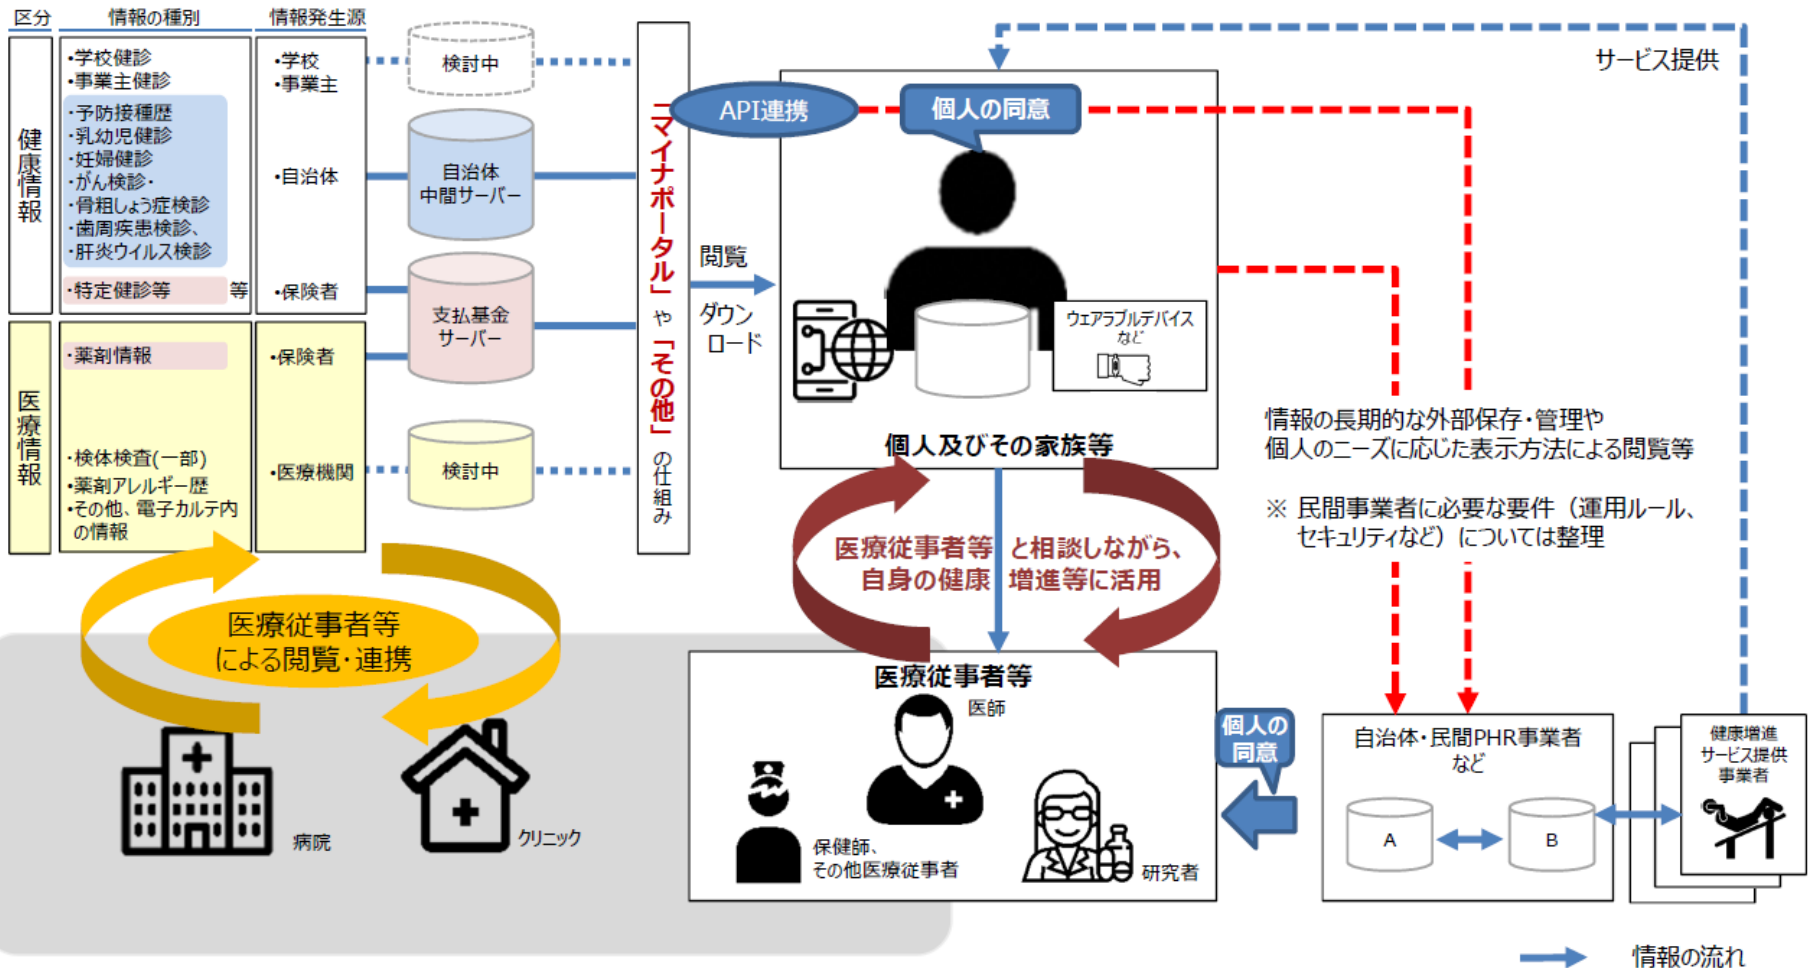 区分
情報の種別
情報発生源
健康情報
・学校健診
・事業主健診
・予防接種歴
・乳幼児健診
・妊婦健診
・がん検診・
・骨粗しょう症検診
・歯周疾患検診、
・肝炎ウイルス検診
・特定健診等
等
・学校
・事業主
・自治体
・保険者
検討中
自治体
中間サーバー
支払基金
サーバー
医療情報
・薬剤情報
・検体検査(一部)
・薬剤アレルギー歴
・その他、電子カルテ内
の情報
・保険者
・医療機関
検討中
「マイナポータル」や「その他」の仕組み
閲覧
ダウン
ロード
API連携
個人の同意
ウェアラブルデバイス
など
個人及びその家族等
サービス提供
情報の長期的な外部保存・管理や
個人のニーズに応じた表示方法による閲覧等
※ 民間事業者に必要な要件（運用ルール、
セキュリティなど）については整理
医療従事者等 と相談しながら、
自身の健康 増進等に活用
医療従事者等
による閲覧・連携
病院
クリニック
医療従事者等
医師
保健師、
その他医療従事者
研究者
個人の
同意
自治体・民間PHR事業者
など
A
B
健康増進
サービス提供
事業者
情報の流れ